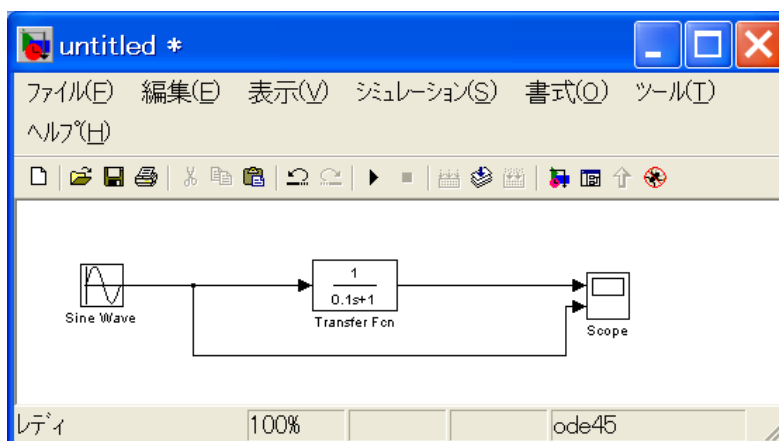 untitled *
ファイル(F) 編集(E) 表示(V) シミュレーション(S) 書式(O) ツール(T)
ヘルプ(H)
Sine Wave
1
0.1s+1
Transfer Fcn
Scope
レディ 100% ode45